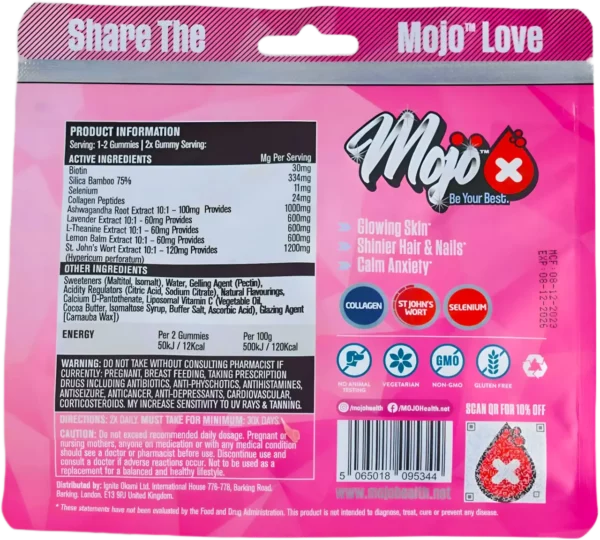 Share The
Mojo™ Love
PRODUCT INFORMATION
Serving: 1-2 Gummies | 2x Gummy Serving:
ACTIVE INGREDIENTS Mg Per Serving
Biotin 30mg
Silica Bamboo 75% 334mg
Selenium 11mg
Collagen Peptides 24mg
Ashwagandha Root Extract 10:1 - 100mg Provides 1000mg
Lavender Extract 10:1 - 60mg Provides 600mg
L-Theanine Extract 10:1 - 60mg Provides 600mg
Lemon Balm Extract 10:1 - 60mg Provides 600mg
St. John's Wort Extract 10:1 - 120mg Provides 1200mg
(Hypericum perforatum)
OTHER INGREDIENTS
Sweeteners (Maltitol, Isomalt), Water, Gelling Agent (Pectin),
Acidity Regulators (Citric Acid, Sodium Citrate), Natural Flavourings,
Calcium D-Pantothenate, Liposomal Vitamin C (Vegetable Oil,
Cocoa Butter, Isomaltose Syrup, Buffer Salt, Ascorbic Acid), Glazing Agent
[Carnauba Wax])
ENERGY Per 2 Gummies Per 100g
50KJ / 12Kcal 500kJ / 120Kcal
WARNING: DO NOT TAKE WITHOUT CONSULTING PHARMACIST IF
CURRENTLY: PREGNANT, BREAST FEEDING, TAKING PRESCRIPTION
DRUGS INCLUDING ANTIBIOTICS, ANTI-PHYSCHOTICS, ANTIHISTAMINES,
ANTISEIZURE, ANTICANCER, ANTI-DEPRESSANTS, CARDIOVASCULAR,
CORTICOSTEROIDS. MY INCREASE SENSITIVITY TO UV RAYS & TANNING.
DIRECTIONS: 2X DAILY. MUST TAKE FOR MINIMUM: 30X DAYS
CAUTION: Do not exceed recommended daily dosage. Pregnant or
nursing mothers, anyone on medication or with any medical condition
should see a doctor or pharmacist before use. Discontinue use and
consult a doctor if adverse reactions occur. Not to be used as a
replacement for a balanced and healthy lifestyle.
Distributed by: Ignite Okami Ltd. International House 776-778, Barking Road.
Barking. London. E13 9PJ United Kingdom.
* These statements have not been evaluated by the Food and Drug Administration. This product is not intended to diagnose, treat, cure or prevent any disease.
Mojö™
Be Your Best.
Glowing Skin*
Shinier Hair & Nails*
Calm Anxiety*
MCF 08-12-2023
EXP 08-12-2026
COLLAGEN
ST JOHN'S
WORT
SELENIUM
GMO
NO ANIMAL
TESTING
VEGETARIAN
NON-GMO
GLUTEN-FREE
/mojohealth /MOJOHealth.net
SCAN QR FOR 10% OFF
5 065018 095344
www.mojohealth.net